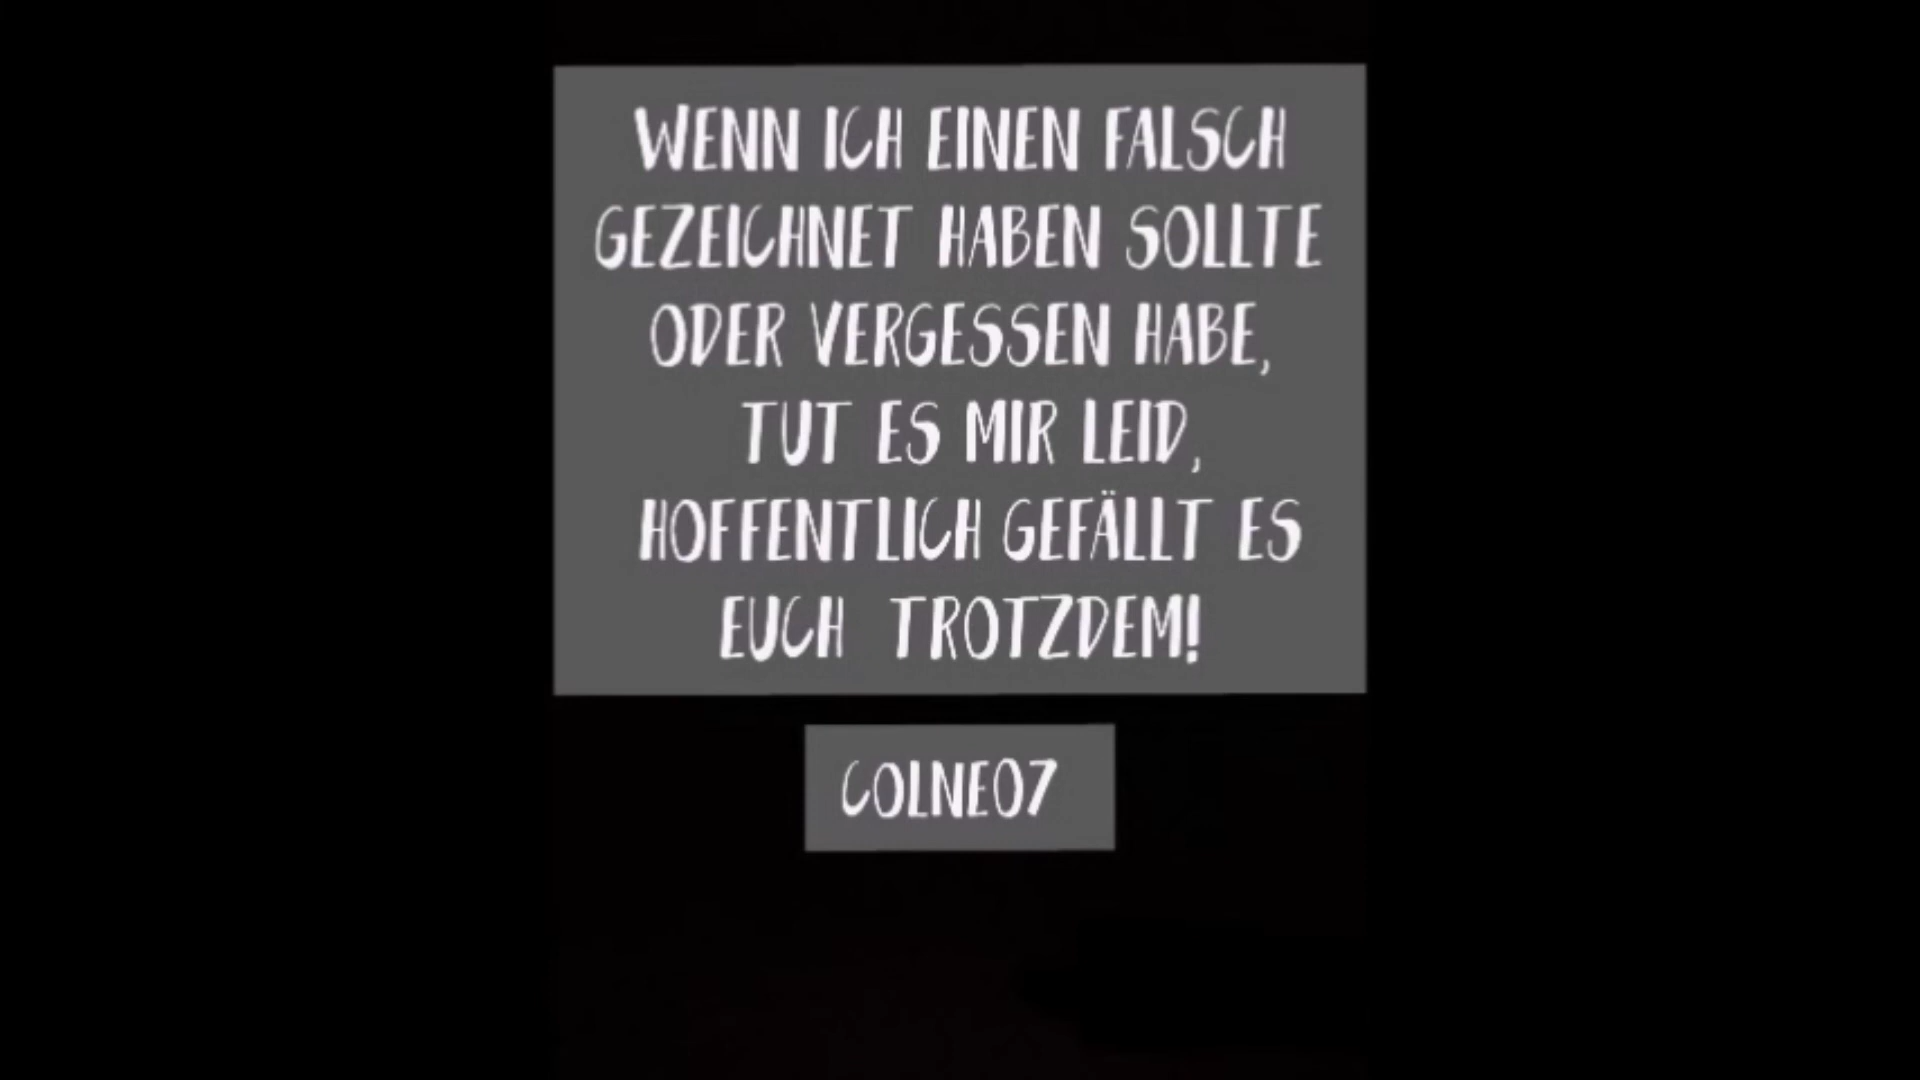 WENN ICH EINEN FALSCH
GEZEICHNET HABEN SOLLTE
ODER VERGESSEN HABE,
TUT ES MIR LEID,
HOFFENTLICH GEFÄLLT ES
EUCH TROTZDEM!
COLNE07